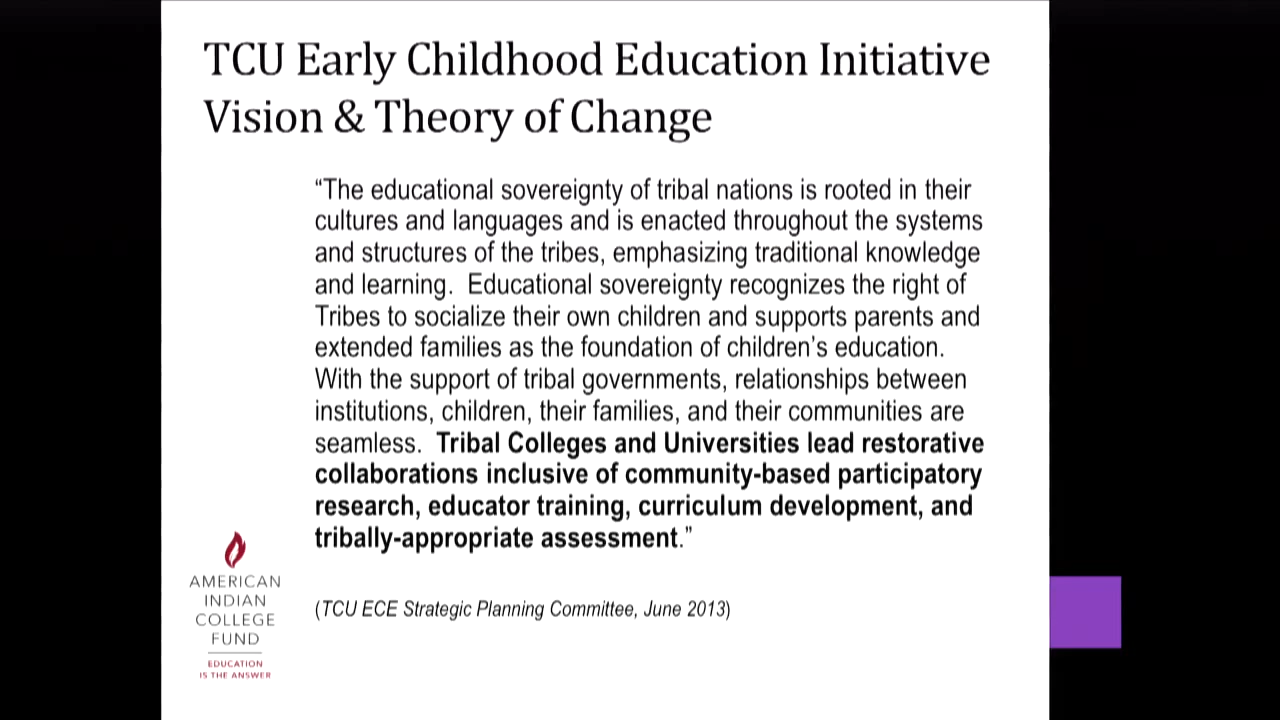 TCU Early Childhood Education Initiative
Vision & Theory of Change
“The educational sovereignty of tribal nations is rooted in their
cultures and languages and is enacted throughout the systems
and structures of the tribes, emphasizing traditional knowledge
and learning.  Educational sovereignty recognizes the right of
Tribes to socialize their own children and supports parents and
extended families as the foundation of children’s education.
With the support of tribal governments, relationships between
institutions, children, their families, and their communities are
seamless.  Tribal Colleges and Universities lead restorative
collaborations inclusive of community-based participatory
research, educator training, curriculum development, and
tribally-appropriate assessment.”
(TCU ECE Strategic Planning Committee, June 2013)
AMERICAN
INDIAN
COLLEGE
FUND
EDUCATION
IS THE ANSWER